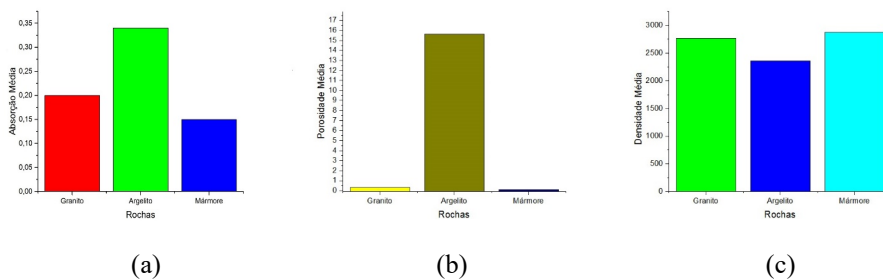 Absorção Média
0,35
0,30
0,25
0,20
0,15
0,10
0,05
0,00
Granito Argelito Mármore
Rochas
(a)
Porosidade Média
17
16
15
14
13
12
11
10
9
8
7
6
5
4
3
2
1
0
Granito Argelito Mármore
Rochas
(b)
Densidade Média
3000
2500
2000
1500
1000
500
0
Granito Argelito Mármore
Rochas
(c)